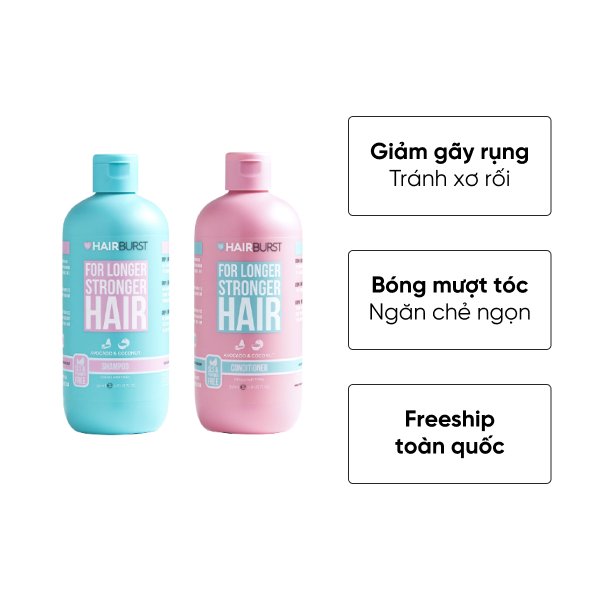 HAIRBURST
FOR LONGER
STRONGER
HAIR
AVOCADO & COCONUT
SHAMPOO
HAIRBURST
FOR LONGER
STRONGER
HAIR
AVOCADO & COCONUT
CONDITIONER
Giảm gãy rụng
Tránh xơ rối
Bóng mượt tóc
Ngăn chẻ ngọn
Freeship
toàn quốc